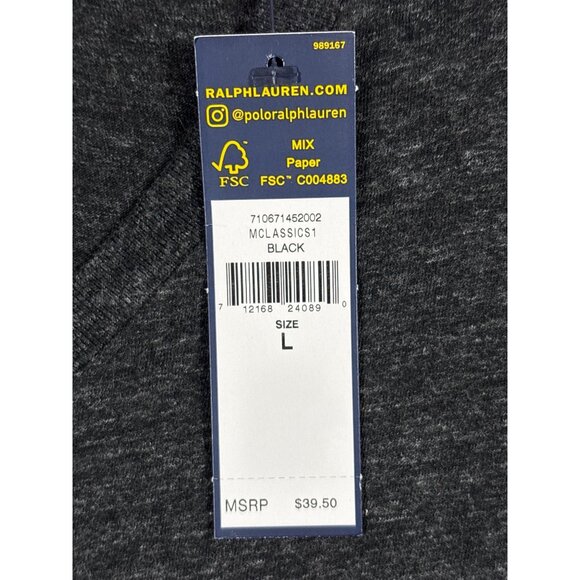 989167
RALPHLAUREN.COM
@poloralphlauren
MIX
Paper
FSC™ C004883
FSC
710671452002
MCLASSICS1
BLACK
7 12168 24089 0
SIZE
L
MSRP $39.50